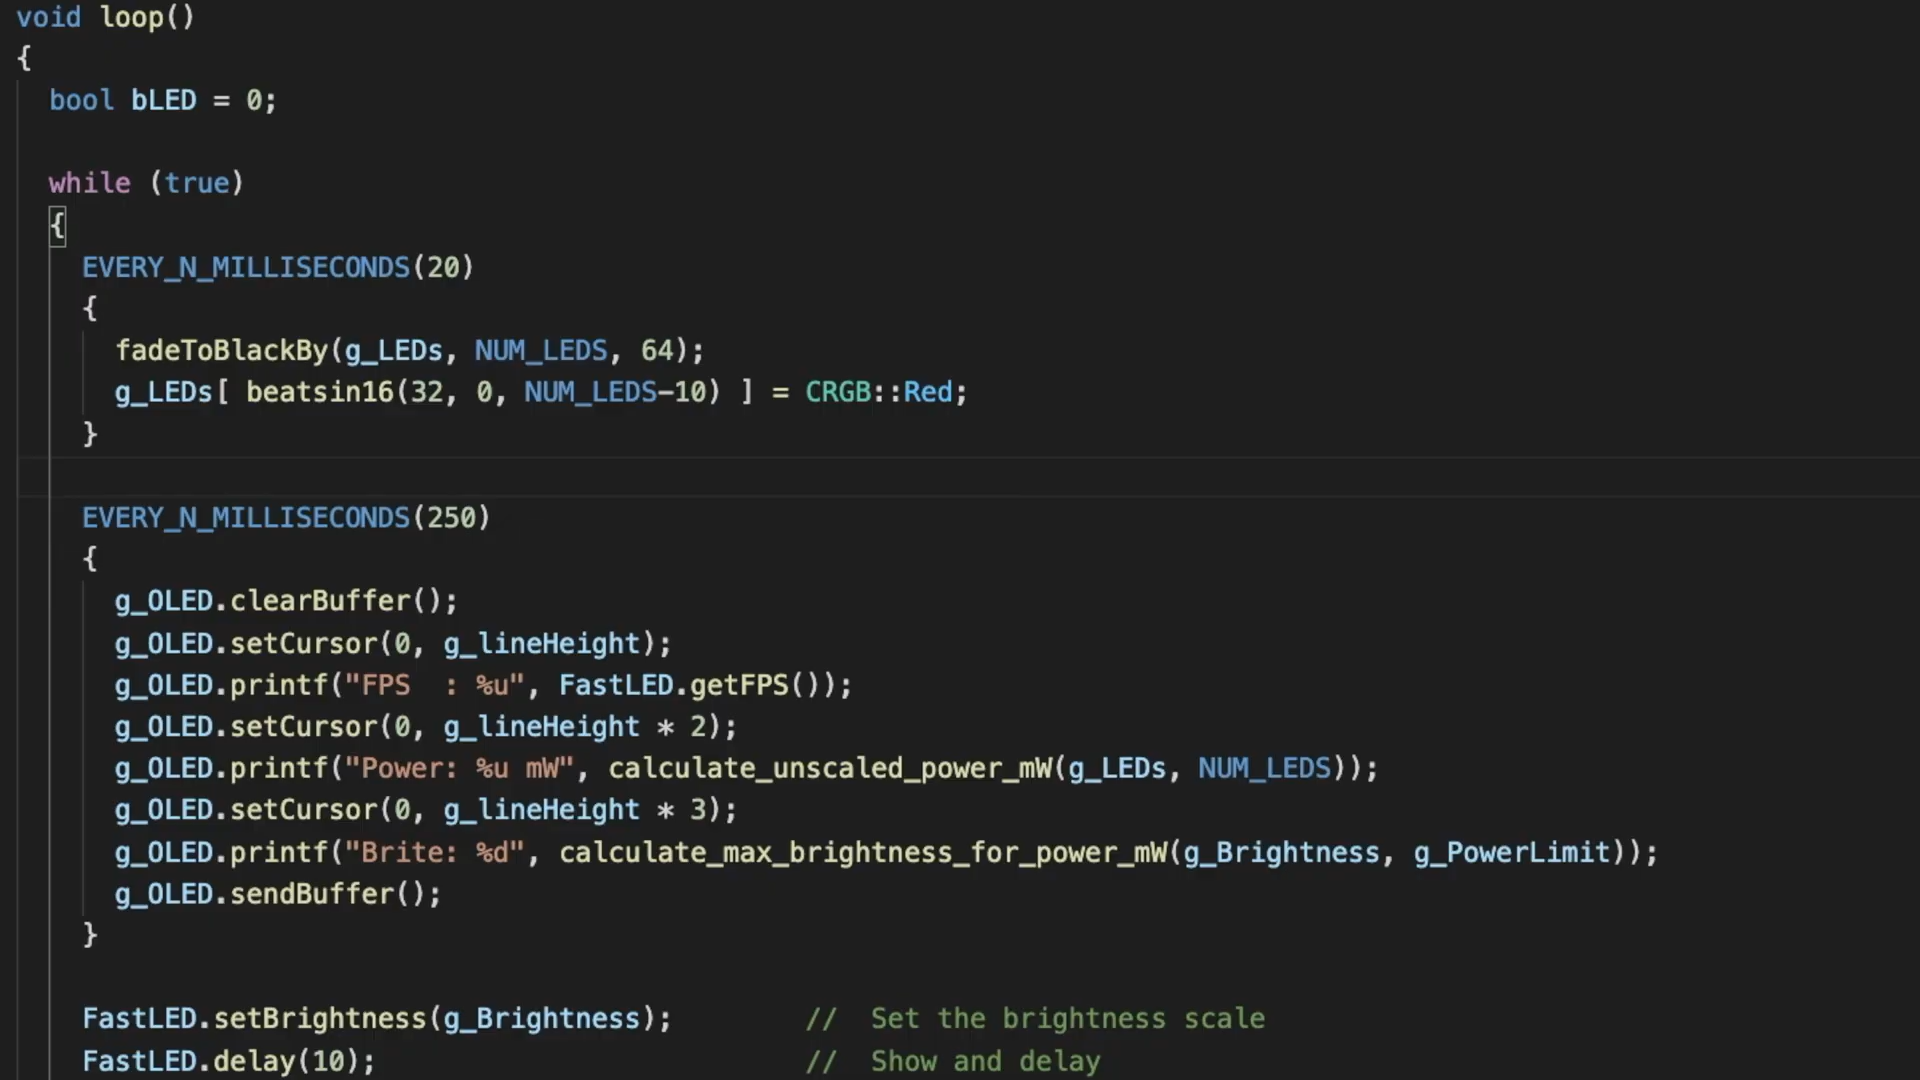 void loop()
{
  bool bLED = 0;

  while (true)
  {
    EVERY_N_MILLISECONDS(20)
    {
      fadeToBlackBy(g_LEDs, NUM_LEDS, 64);
      g_LEDs[ beatsin16(32, 0, NUM_LEDS-10) ] = CRGB::Red;
    }

    EVERY_N_MILLISECONDS(250)
    {
      g_OLED.clearBuffer();
      g_OLED.setCursor(0, g_lineHeight);
      g_OLED.printf("FPS  : %u", FastLED.getFPS());
      g_OLED.setCursor(0, g_lineHeight * 2);
      g_OLED.printf("Power: %u mW", calculate_unscaled_power_mW(g_LEDs, NUM_LEDS));
      g_OLED.setCursor(0, g_lineHeight * 3);
      g_OLED.printf("Brite: %d", calculate_max_brightness_for_power_mW(g_Brightness, g_PowerLimit));
      g_OLED.sendBuffer();
    }

    FastLED.setBrightness(g_Brightness);        //  Set the brightness scale
    FastLED.delay(10);                          //  Show and delay